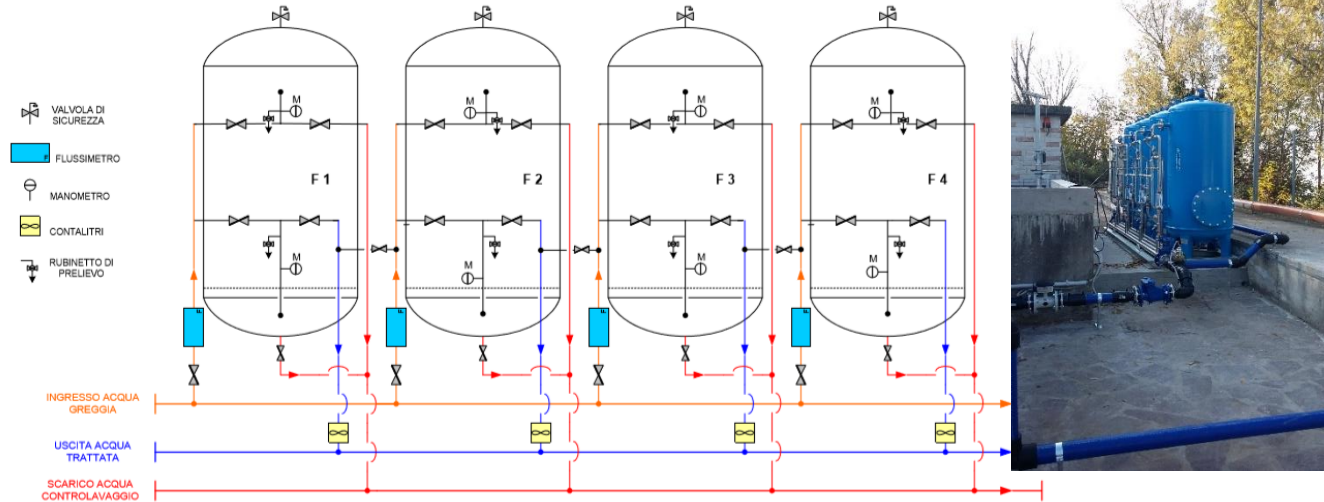 VALVOLA DI
SICUREZZA
F
FLUSSIMETRO
MANOMETRO
CONTALITRI
RUBINETTO DI
PRELIEVO
M
M
M
M
F 1
F 2
F 3
F 4
M
M
M
M
F
F
F
F
INGRESSO ACQUA
GREGGIA
USCITA ACQUA
TRATTATA
SCARICO ACQUA
CONTROLAVAGGIO